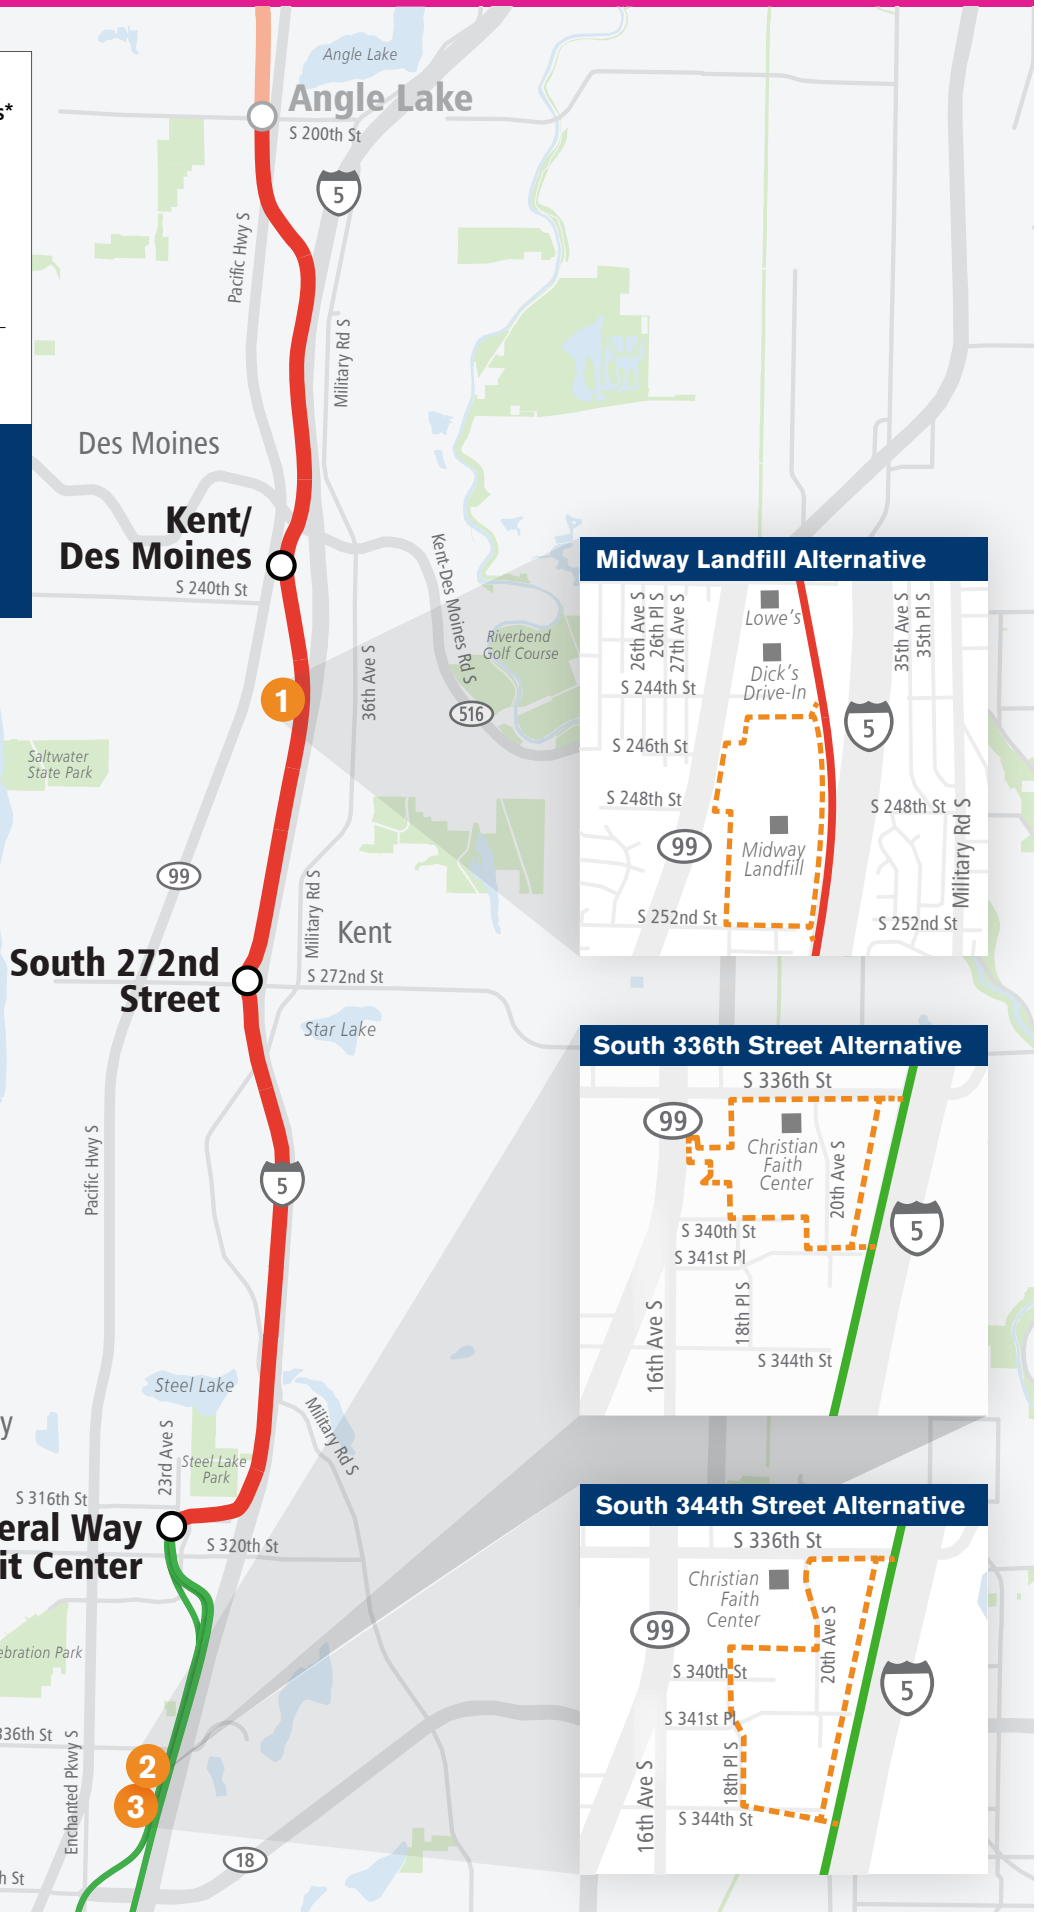 s*
Angle Lake
Angle Lake
S 200th St
5
Pacific Hwy S
Military Rd S
Des Moines
Kent/
Des Moines
S 240th St
Kent-Des Moines Rd S
Riverbend
Golf Course
36th Ave S
1
516
Saltwater
State Park
99
Military Rd S
Kent
South 272nd
Street
S 272nd St
Star Lake
Pacific Hwy S
5
Steel Lake
Military Rd S
y
23rd Ave S
Steel Lake
Park
S 316th St
eral Way
it Center
S 320th St
ebration Park
336th St
Enchanted Pkwy S
2
3
18
h St
Midway Landfill Alternative
26th Ave S
26th Pl S
27th Ave S
Lowe's
35th Ave S
35th Pl S
Dick's
Drive-In
S 244th St
5
S 246th St
S 248th St
S 248th St
99
Midway
Landfill
Military Rd S
S 252nd St
S 252nd St
South 336th Street Alternative
S 336th St
99
Christian
Faith
Center
20th Ave S
S 340th St
5
S 341st Pl
18th Pl S
16th Ave S
S 344th St
South 344th Street Alternative
S 336th St
Christian
Faith
Center
99
20th Ave S
S 340th St
5
S 341st Pl
18th Pl S
16th Ave S
S 344th St